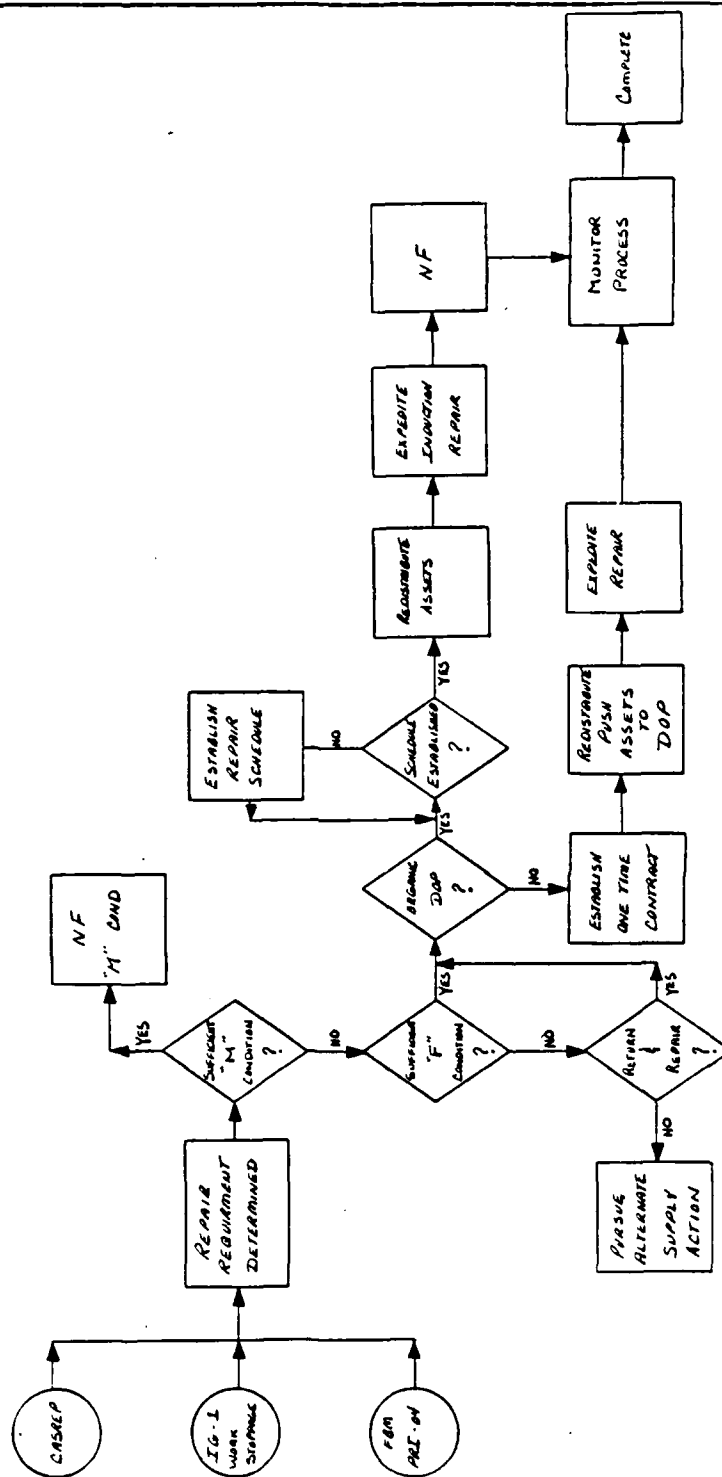 CASREP
IG-1
WORK
STOPPAGE
FBM
PRI-04
REPAIR
REQUIRMENT
DETERMINED
SUFFICIENT
"M"
CONDITION
?
YES
NF
"M" COND
NO
SUFFICIENT
"F"
CONDITION
?
NO
RETURN
&
REPAIR
?
NO
PURSUE
ALTERNATE
SUPPLY
ACTION
YES
YES
ORGANIC
DOP
?
NO
ESTABLISH
ONE TIME
CONTRACT
REDISTRIBUTE
PUSH
ASSETS
TO
DOP
EXPEDITE
REPAIR
YES
SCHEDULE
ESTABLISHED
?
NO
ESTABLISH
REPAIR
SCHEDULE
YES
REDISTRIBUTE
ASSETS
EXPEDITE
INDUCTION
REPAIR
NF
MONITOR
PROCESS
COMPLETE